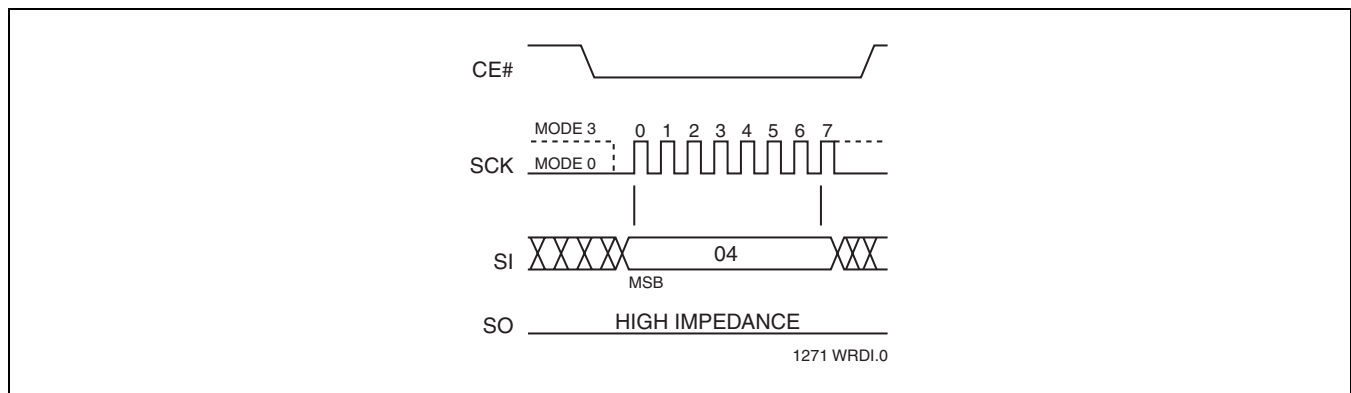 CE#
MODE 3
0 1 2 3 4 5 6 7
SCK
MODE 0
SI
04
MSB
SO
HIGH IMPEDANCE
1271 WRDI.0